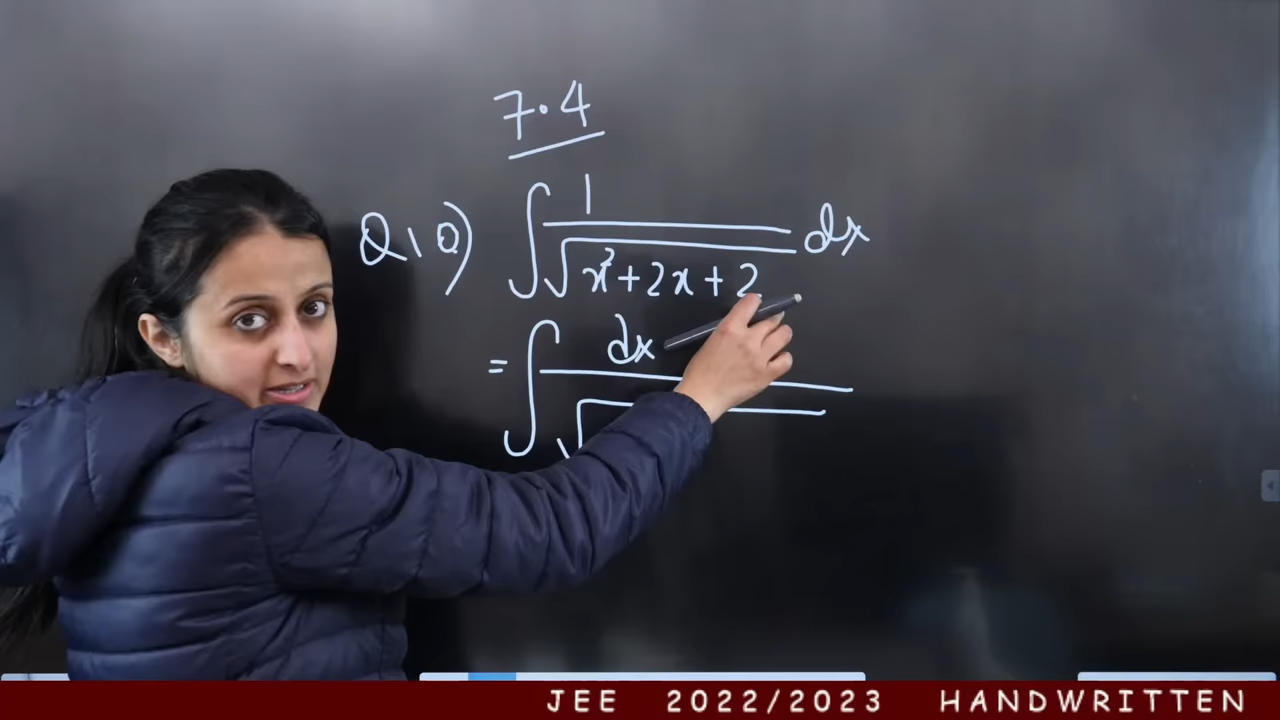 7.4
Q10) ∫ 1/√(x²+2x+2) dx
= ∫ dx/√
JEE 2022/2023 HANDWRITTEN